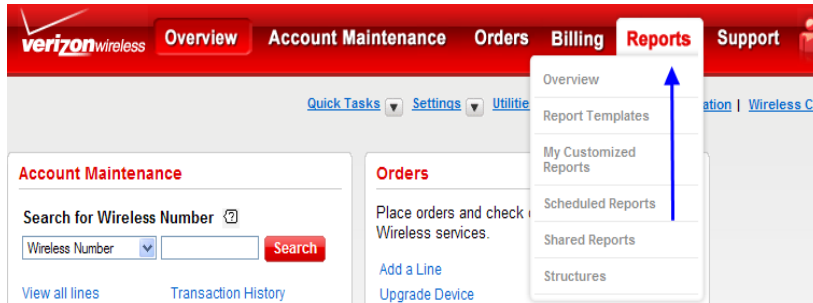 verizonwireless Overview Account Maintenance Orders Billing Reports Support
Quick Tasks Settings
Overview
Report Templates
My Customized
Reports
Scheduled Reports
Shared Reports
Structures
Account Maintenance
Search for Wireless Number
Wireless Number Search
View all lines Transaction History
Orders
Place orders and check
Wireless services.
Add a Line
Upgrade Device
Wireless